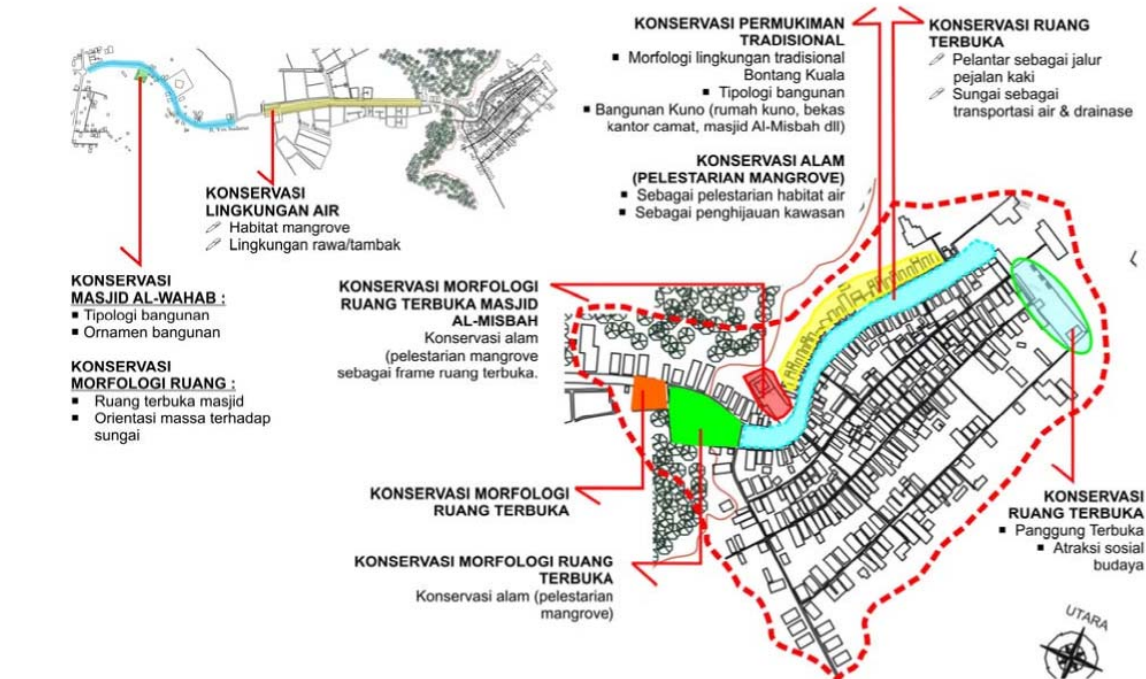 KONSERVASI PERMUKIMAN
TRADISIONAL
▪ Morfologi lingkungan tradisional
Bontang Kuala
▪ Tipologi bangunan
▪ Bangunan Kuno (rumah kuno, bekas
kantor camat, masjid Al-Misbah dll)
KONSERVASI ALAM
(PELESTARIAN MANGROVE)
▪ Sebagai pelestarian habitat air
▪ Sebagai penghijauan kawasan
KONSERVASI RUANG
TERBUKA
Pelantar sebagai jalur
pejalan kaki
Sungai sebagai
transportasi air & drainase
KONSERVASI
LINGKUNGAN AIR
Habitat mangrove
Lingkungan rawa/tambak
KONSERVASI
MASJID AL-WAHAB :
▪ Tipologi bangunan
▪ Ornamen bangunan
KONSERVASI
MORFOLOGI RUANG :
▪ Ruang terbuka masjid
▪ Orientasi massa terhadap
sungai
KONSERVASI MORFOLOGI
RUANG TERBUKA MASJID
AL-MISBAH
Konservasi alam
(pelestarian mangrove
sebagai frame ruang terbuka.
KONSERVASI MORFOLOGI
RUANG TERBUKA
KONSERVASI MORFOLOGI RUANG
TERBUKA
Konservasi alam (pelestarian
mangrove)
KONSERVASI
RUANG TERBUKA
▪ Panggung Terbuka
▪ Atraksi sosial
budaya
UTARA